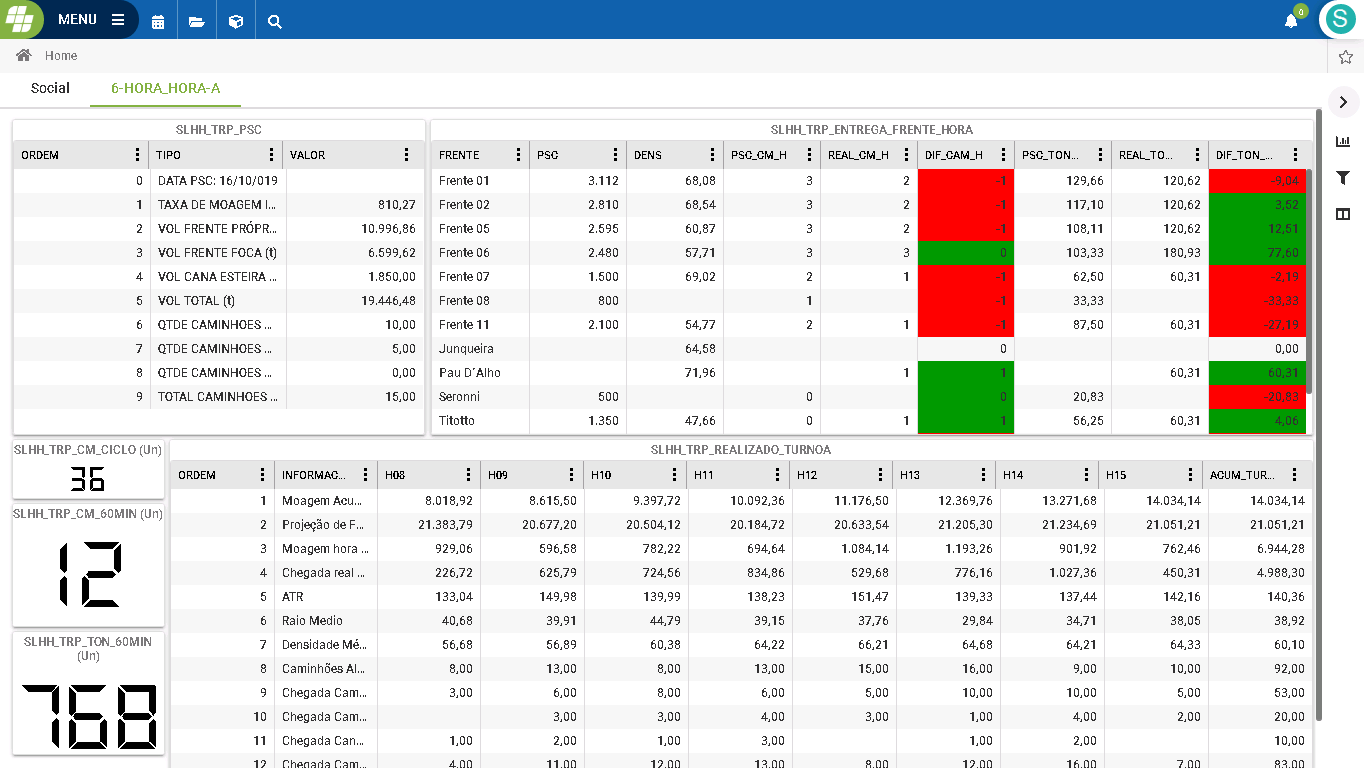 MENU
0
S
Home
Social 6-HORA_HORA-A
SLHH_TRP_PSC
ORDEM TIPO VALOR
0 DATA PSC: 16/10/019
1 TAXA DE MOAGEM I... 810,27
2 VOL FRENTE PRÓPR... 10.996,86
3 VOL FRENTE FOCA (t) 6.599,62
4 VOL CANA ESTEIRA ... 1.850,00
5 VOL TOTAL (t) 19.446,48
6 QTDE CAMINHOES ... 10,00
7 QTDE CAMINHOES ... 5,00
8 QTDE CAMINHOES ... 0,00
9 TOTAL CAMINHOES ... 15,00
SLHH_TRP_ENTREGA_FRENTE_HORA
FRENTE PSC DENS PSC_CM_H REAL_CM_H DIF_CAM_H PSC_TON... REAL_TO... DIF_TON_...
Frente 01 3.112 68,08 3 2 -1 129,66 120,62 -9,04
Frente 02 2.810 68,54 3 2 -1 117,10 120,62 3,52
Frente 05 2.595 60,87 3 2 -1 108,11 120,62 12,51
Frente 06 2.480 57,71 3 3 0 103,33 180,93 77,60
Frente 07 1.500 69,02 2 1 -1 62,50 60,31 -2,19
Frente 08 800 1 -1 33,33 -33,33
Frente 11 2.100 54,77 2 1 -1 87,50 60,31 -27,19
Junqueira 64,58 0 0,00
Pau D´Alho 71,96 1 1 60,31 60,31
Seronni 500 0 0 20,83 -20,83
Titotto 1.350 47,66 0 1 1 56,25 60,31 4,06
SLHH_TRP_CM_CICLO (Un)
36
SLHH_TRP_CM_60MIN (Un)
12
SLHH_TRP_TON_60MIN
(Un)
768
SLHH_TRP_REALIZADO_TURNOA
ORDEM INFORMAC... H08 H09 H10 H11 H12 H13 H14 H15 ACUM_TUR...
1 Moagem Acu... 8.018,92 8.615,50 9.397,72 10.092,36 11.176,50 12.369,76 13.271,68 14.034,14 14.034,14
2 Projeção de F... 21.383,79 20.677,20 20.504,12 20.184,72 20.633,54 21.205,30 21.234,69 21.051,21 21.051,21
3 Moagem hora ... 929,06 596,58 782,22 694,64 1.084,14 1.193,26 901,92 762,46 6.944,28
4 Chegada real ... 226,72 625,79 724,56 834,86 529,68 776,16 1.027,36 450,31 4.988,30
5 ATR 133,04 149,98 139,99 138,23 151,47 139,33 137,44 142,16 140,36
6 Raio Medio 40,68 39,91 44,79 39,15 37,76 29,84 34,71 38,05 38,92
7 Densidade Mé... 56,68 56,89 60,38 64,22 66,21 64,68 64,21 64,33 60,10
8 Caminhões Al... 8,00 13,00 8,00 13,00 15,00 16,00 9,00 10,00 92,00
9 Chegada Cam... 3,00 6,00 8,00 6,00 5,00 10,00 10,00 5,00 53,00
10 Chegada Cam... 3,00 3,00 4,00 3,00 1,00 4,00 2,00 20,00
11 Chegada Can... 1,00 2,00 1,00 3,00 1,00 2,00 10,00
12 Chegada Cam... 4,00 11,00 12,00 13,00 8,00 12,00 16,00 7,00 83,00